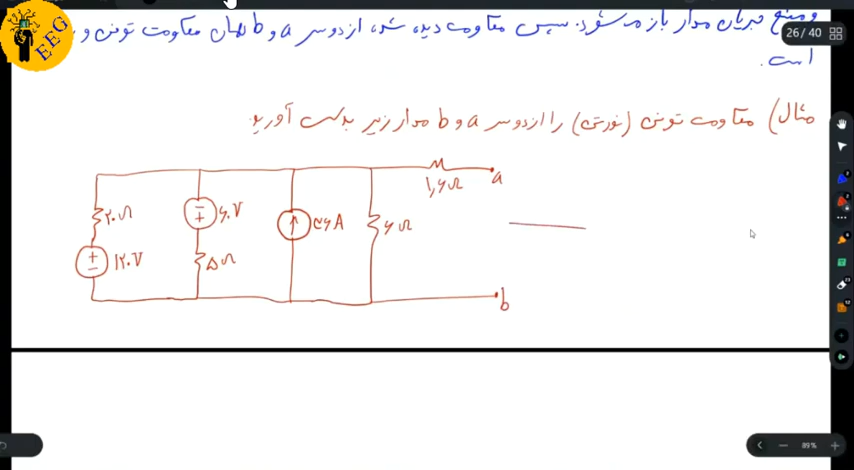 و منبع جریان مدار باز می‌شود. سپس مقاومت دیده شده از دو سر a و b همان مقاومت تونن و
است.
EEG
26 / 40
مثال) مقاومت تونن (نورتن) را از دو سر a و b مدار زیر بدست آورید
۱,۶Ω a
۲۰Ω ۶۰V ۳۶A ۶Ω
۱۲۰V ۵Ω
b
89%